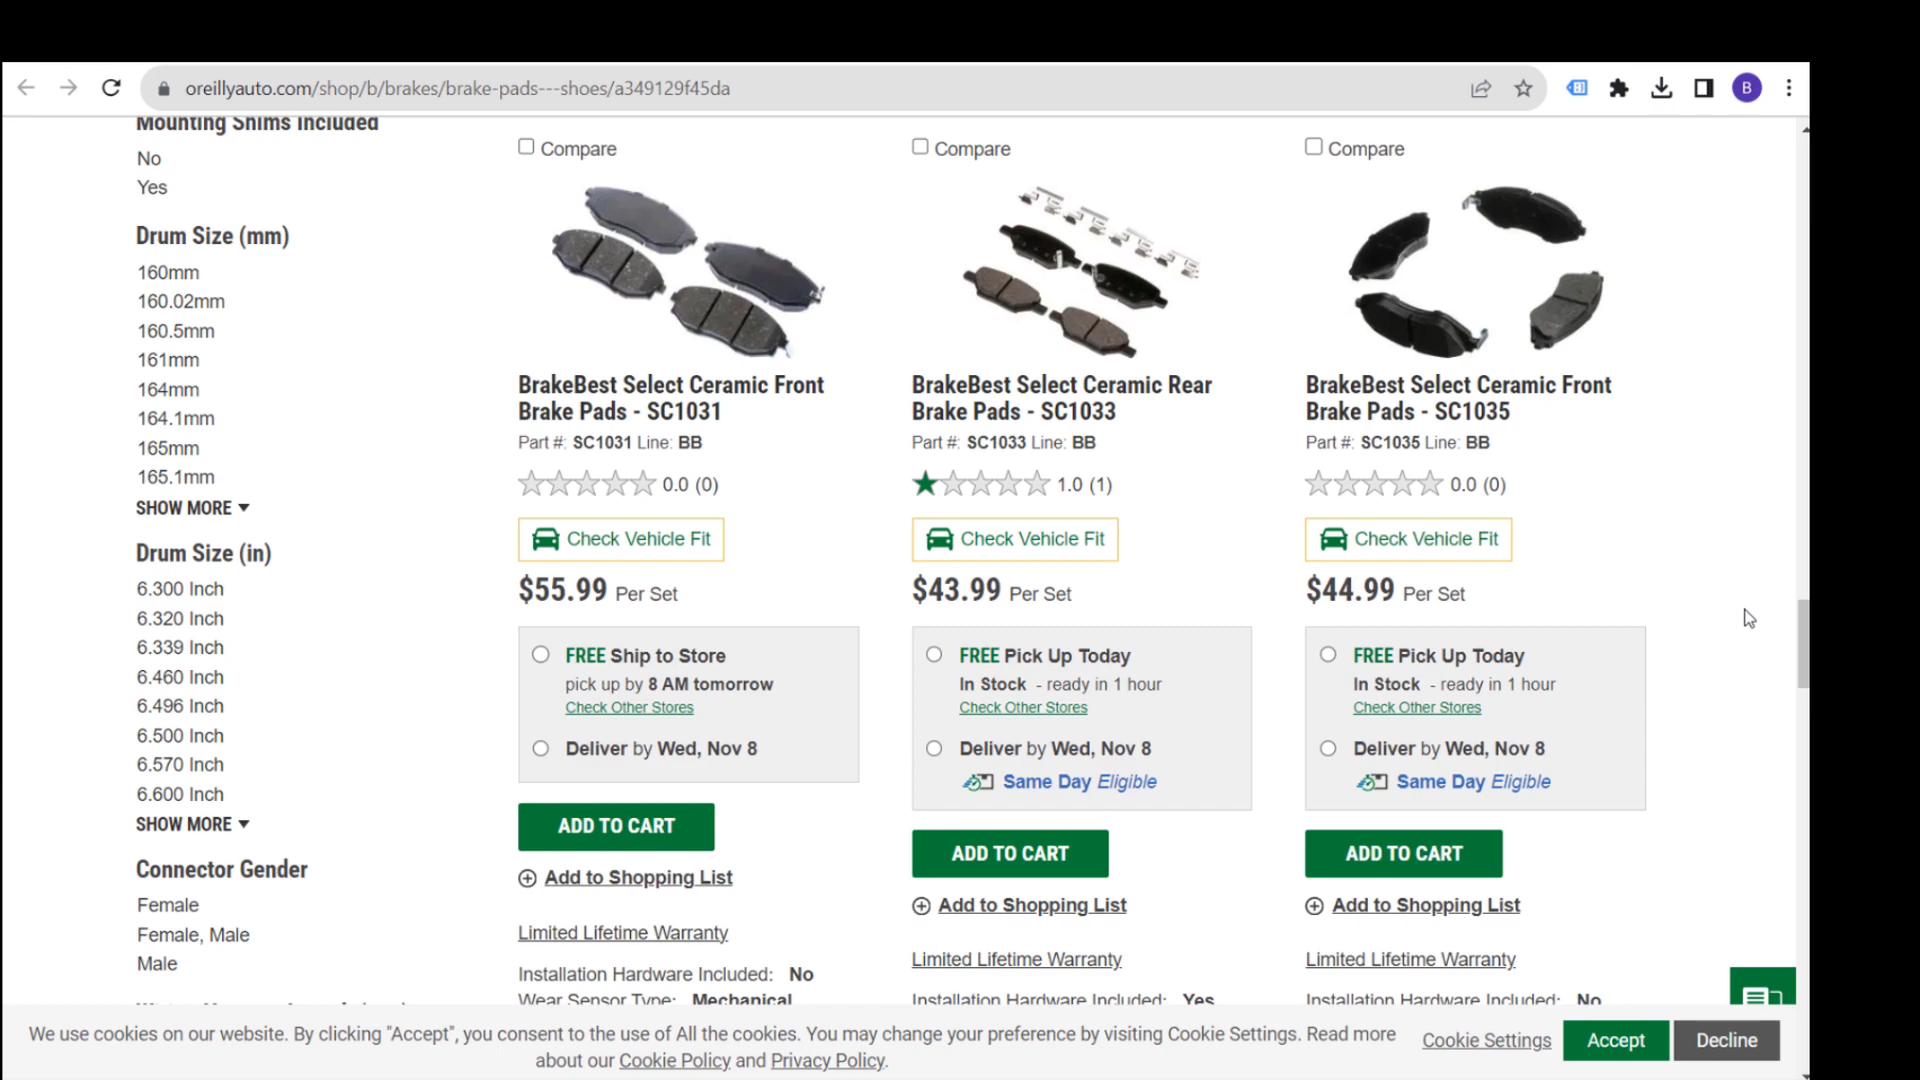 oreillyauto.com/shop/b/brakes/brake-pads---shoes/a349129f45da
B
Mounting Shims Included
No
Yes
Drum Size (mm)
160mm
160.02mm
160.5mm
161mm
164mm
164.1mm
165mm
165.1mm
SHOW MORE
Drum Size (in)
6.300 Inch
6.320 Inch
6.339 Inch
6.460 Inch
6.496 Inch
6.500 Inch
6.570 Inch
6.600 Inch
SHOW MORE
Connector Gender
Female
Female, Male
Male
Compare
BrakeBest Select Ceramic Front
Brake Pads - SC1031
Part #: SC1031 Line: BB
0.0 (0)
Check Vehicle Fit
$55.99 Per Set
FREE Ship to Store
pick up by 8 AM tomorrow
Check Other Stores
Deliver by Wed, Nov 8
ADD TO CART
Add to Shopping List
Limited Lifetime Warranty
Installation Hardware Included: No
Wear Sensor Type: Mechanical
Compare
BrakeBest Select Ceramic Rear
Brake Pads - SC1033
Part #: SC1033 Line: BB
1.0 (1)
Check Vehicle Fit
$43.99 Per Set
FREE Pick Up Today
In Stock - ready in 1 hour
Check Other Stores
Deliver by Wed, Nov 8
Same Day Eligible
ADD TO CART
Add to Shopping List
Limited Lifetime Warranty
Installation Hardware Included: Yes
Compare
BrakeBest Select Ceramic Front
Brake Pads - SC1035
Part #: SC1035 Line: BB
0.0 (0)
Check Vehicle Fit
$44.99 Per Set
FREE Pick Up Today
In Stock - ready in 1 hour
Check Other Stores
Deliver by Wed, Nov 8
Same Day Eligible
ADD TO CART
Add to Shopping List
Limited Lifetime Warranty
Installation Hardware Included: No
We use cookies on our website. By clicking "Accept", you consent to the use of All the cookies. You may change your preference by visiting Cookie Settings. Read more
about our Cookie Policy and Privacy Policy.
Cookie Settings
Accept
Decline